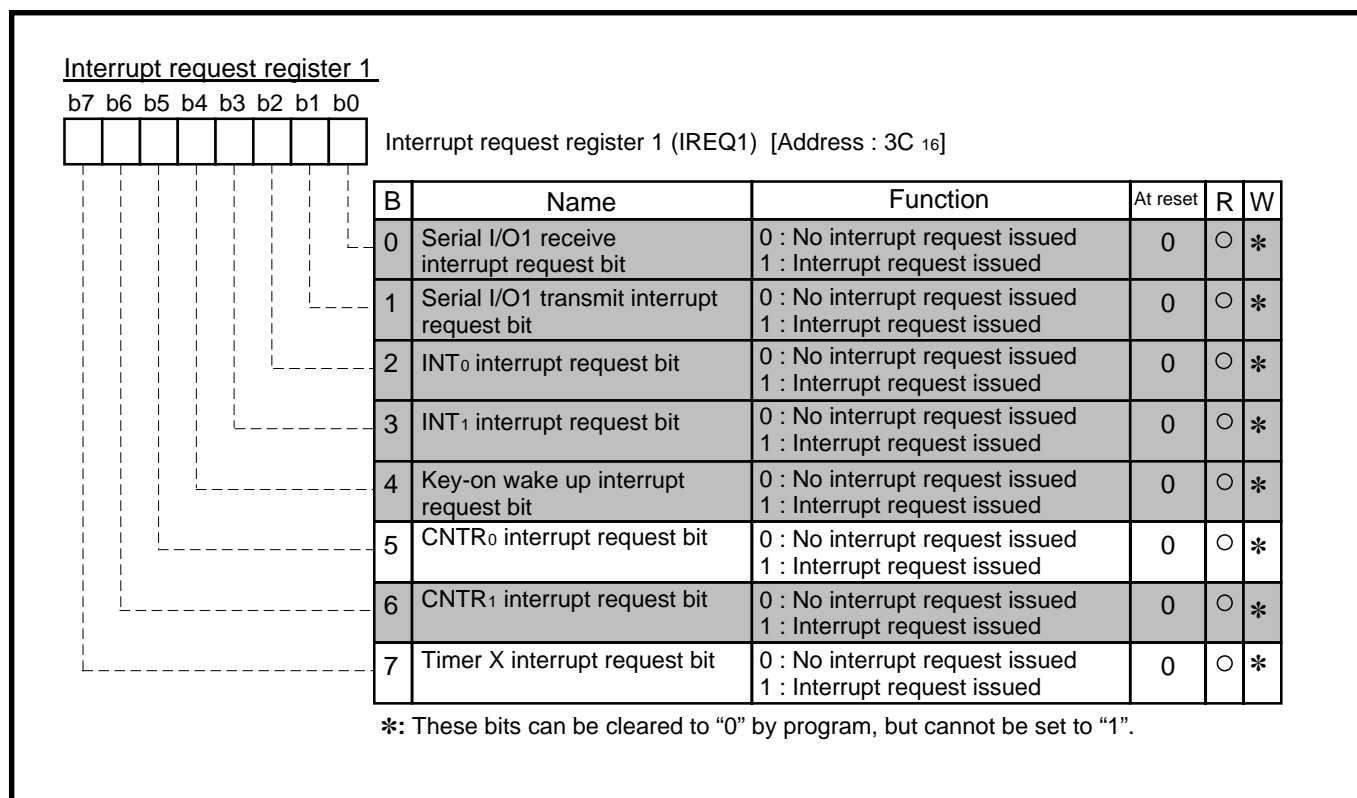 Interrupt request register 1
b7 b6 b5 b4 b3 b2 b1 b0
Interrupt request register 1 (IREQ1) [Address : 3C 16]
B Name Function At reset R W
0 Serial I/O1 receive interrupt request bit 0 : No interrupt request issued 0 ○ ✻
1 : Interrupt request issued
1 Serial I/O1 transmit interrupt request bit 0 : No interrupt request issued 0 ○ ✻
1 : Interrupt request issued
2 INT0 interrupt request bit 0 : No interrupt request issued 0 ○ ✻
1 : Interrupt request issued
3 INT1 interrupt request bit 0 : No interrupt request issued 0 ○ ✻
1 : Interrupt request issued
4 Key-on wake up interrupt request bit 0 : No interrupt request issued 0 ○ ✻
1 : Interrupt request issued
5 CNTR0 interrupt request bit 0 : No interrupt request issued 0 ○ ✻
1 : Interrupt request issued
6 CNTR1 interrupt request bit 0 : No interrupt request issued 0 ○ ✻
1 : Interrupt request issued
7 Timer X interrupt request bit 0 : No interrupt request issued 0 ○ ✻
1 : Interrupt request issued
✻: These bits can be cleared to “0” by program, but cannot be set to “1”.